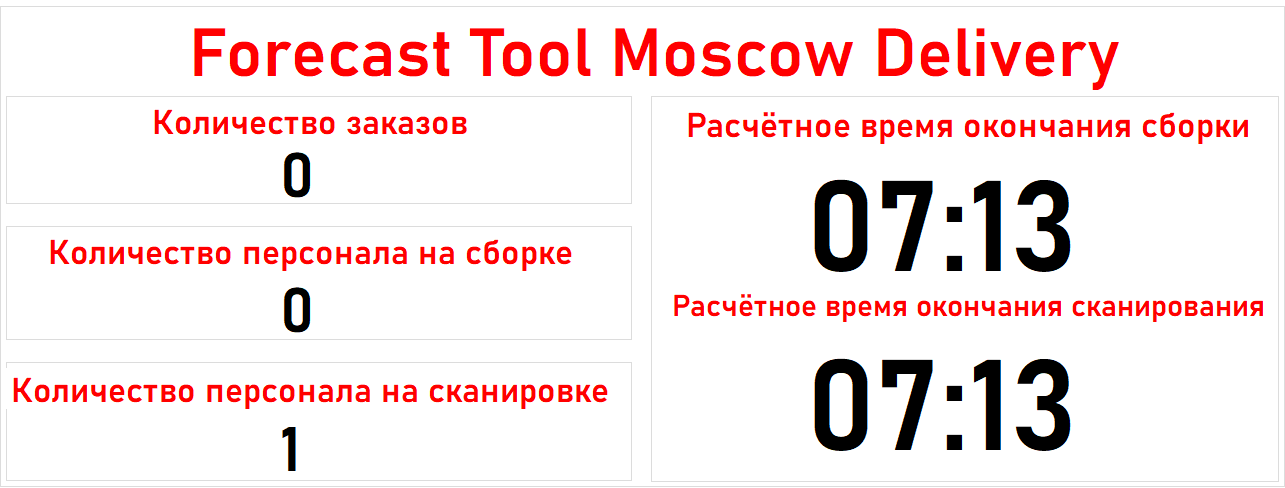 Forecast Tool Moscow Delivery
Количество заказов
0
Количество персонала на сборке
0
Количество персонала на сканировке
1
Расчётное время окончания сборки
07:13
Расчётное время окончания сканирования
07:13